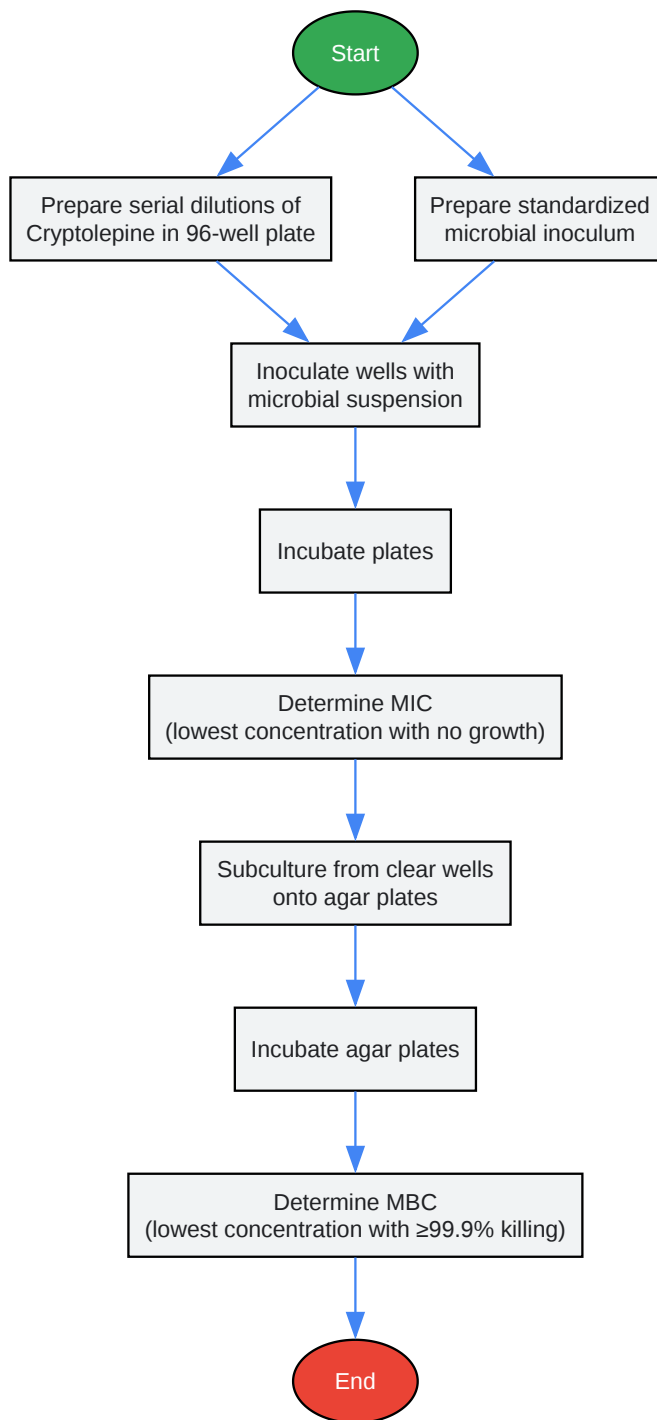 Start
Prepare serial dilutions of
Cryptolepine in 96-well plate
Prepare standardized
microbial inoculum
Inoculate wells with
microbial suspension
Incubate plates
Determine MIC
(lowest concentration with no growth)
Subculture from clear wells
onto agar plates
Incubate agar plates
Determine MBC
(lowest concentration with ≥99.9% killing)
End